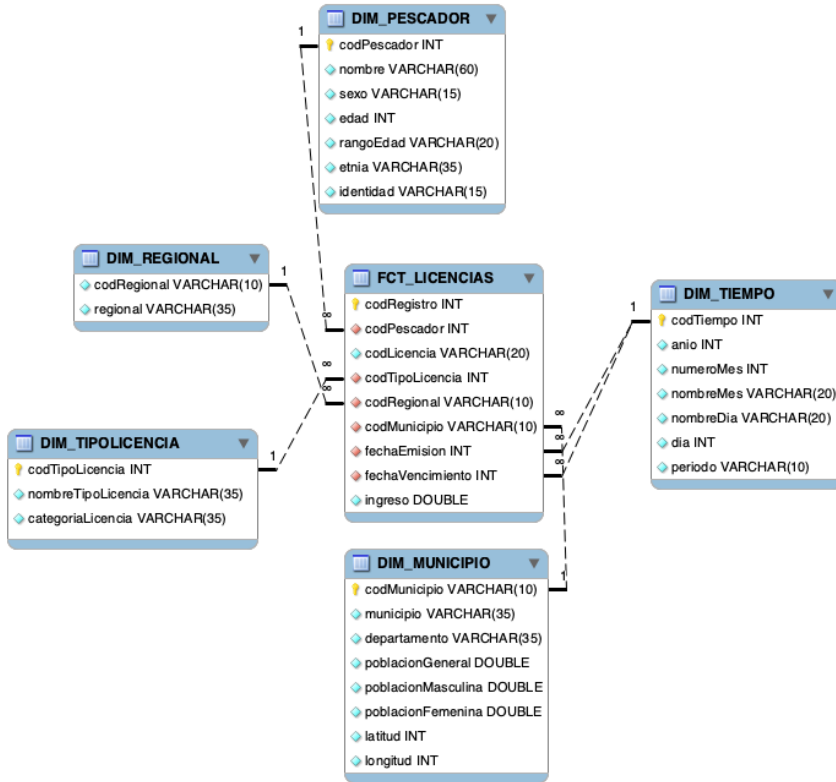 DIM_PESCADOR
codPescador INT
nombre VARCHAR(60)
sexo VARCHAR(15)
edad INT
rangoEdad VARCHAR(20)
etnia VARCHAR(35)
identidad VARCHAR(15)
1
DIM_REGIONAL
codRegional VARCHAR(10)
regional VARCHAR(35)
1
FCT_LICENCIAS
codRegistro INT
codPescador INT
codLicencia VARCHAR(20)
codTipoLicencia INT
codRegional VARCHAR(10)
codMunicipio VARCHAR(10)
fechaEmision INT
fechaVencimiento INT
ingreso DOUBLE
∞
∞
∞
∞
∞
∞
DIM_TIEMPO
codTiempo INT
anio INT
numeroMes INT
nombreMes VARCHAR(20)
nombreDia VARCHAR(20)
dia INT
periodo VARCHAR(10)
1
DIM_TIPOLICENCIA
codTipoLicencia INT
nombreTipoLicencia VARCHAR(35)
categoriaLicencia VARCHAR(35)
1
DIM_MUNICIPIO
codMunicipio VARCHAR(10)
municipio VARCHAR(35)
departamento VARCHAR(35)
poblacionGeneral DOUBLE
poblacionMasculina DOUBLE
poblacionFemenina DOUBLE
latitud INT
longitud INT
1